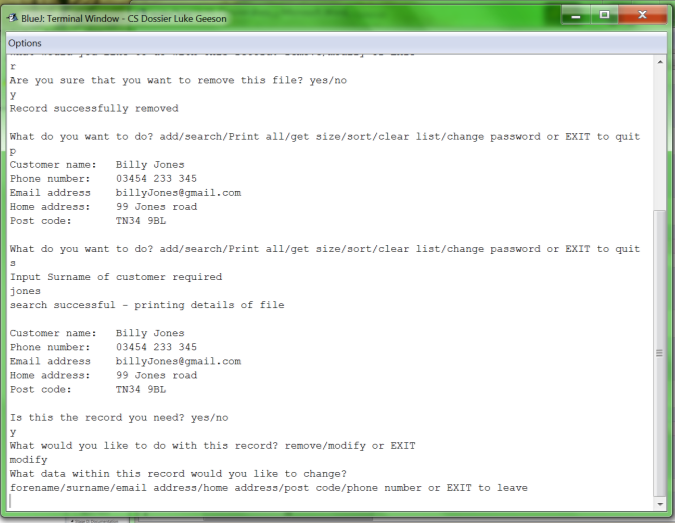 BlueJ: Terminal Window - CS Dossier Luke Geeson
Options
r
Are you sure that you want to remove this file? yes/no
y
Record successfully removed
What do you want to do? add/search/Print all/get size/sort/clear list/change password or EXIT to quit
p
Customer name: Billy Jones
Phone number: 03454 233 345
Email address billyJones@gmail.com
Home address: 99 Jones road
Post code: TN34 9BL
What do you want to do? add/search/Print all/get size/sort/clear list/change password or EXIT to quit
s
Input Surname of customer required
jones
search successful - printing details of file
Customer name: Billy Jones
Phone number: 03454 233 345
Email address billyJones@gmail.com
Home address: 99 Jones road
Post code: TN34 9BL
Is this the record you need? yes/no
y
What would you like to do with this record? remove/modify or EXIT
modify
What data within this record would you like to change?
forename/surname/email address/home address/post code/phone number or EXIT to leave